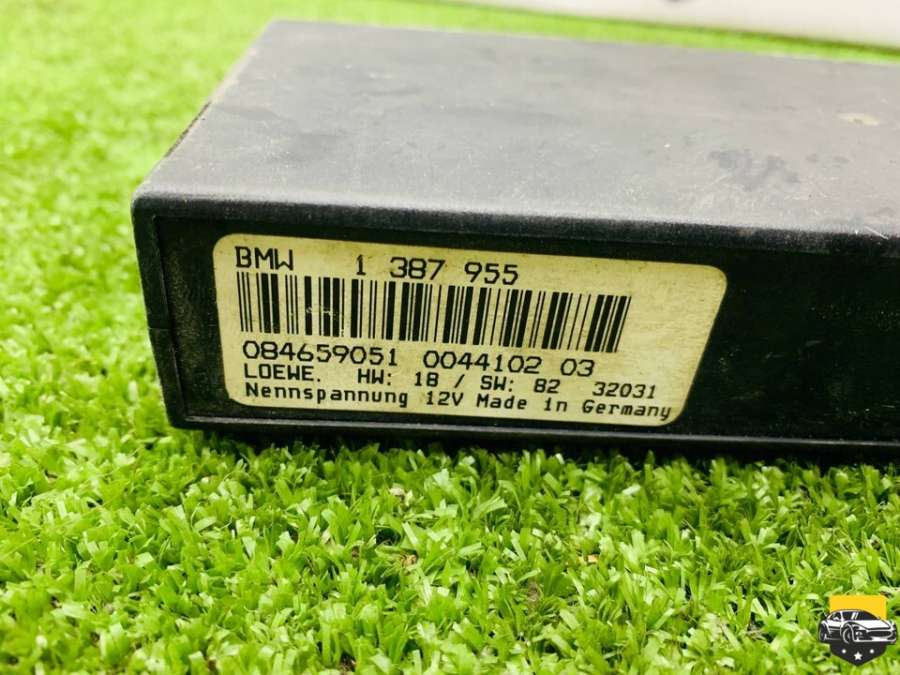 BMW 1 387 955
084659051 0044102 03
LOEWE. HW: 18 / SW: 82 32031
Nennspannung 12V Made in Germany